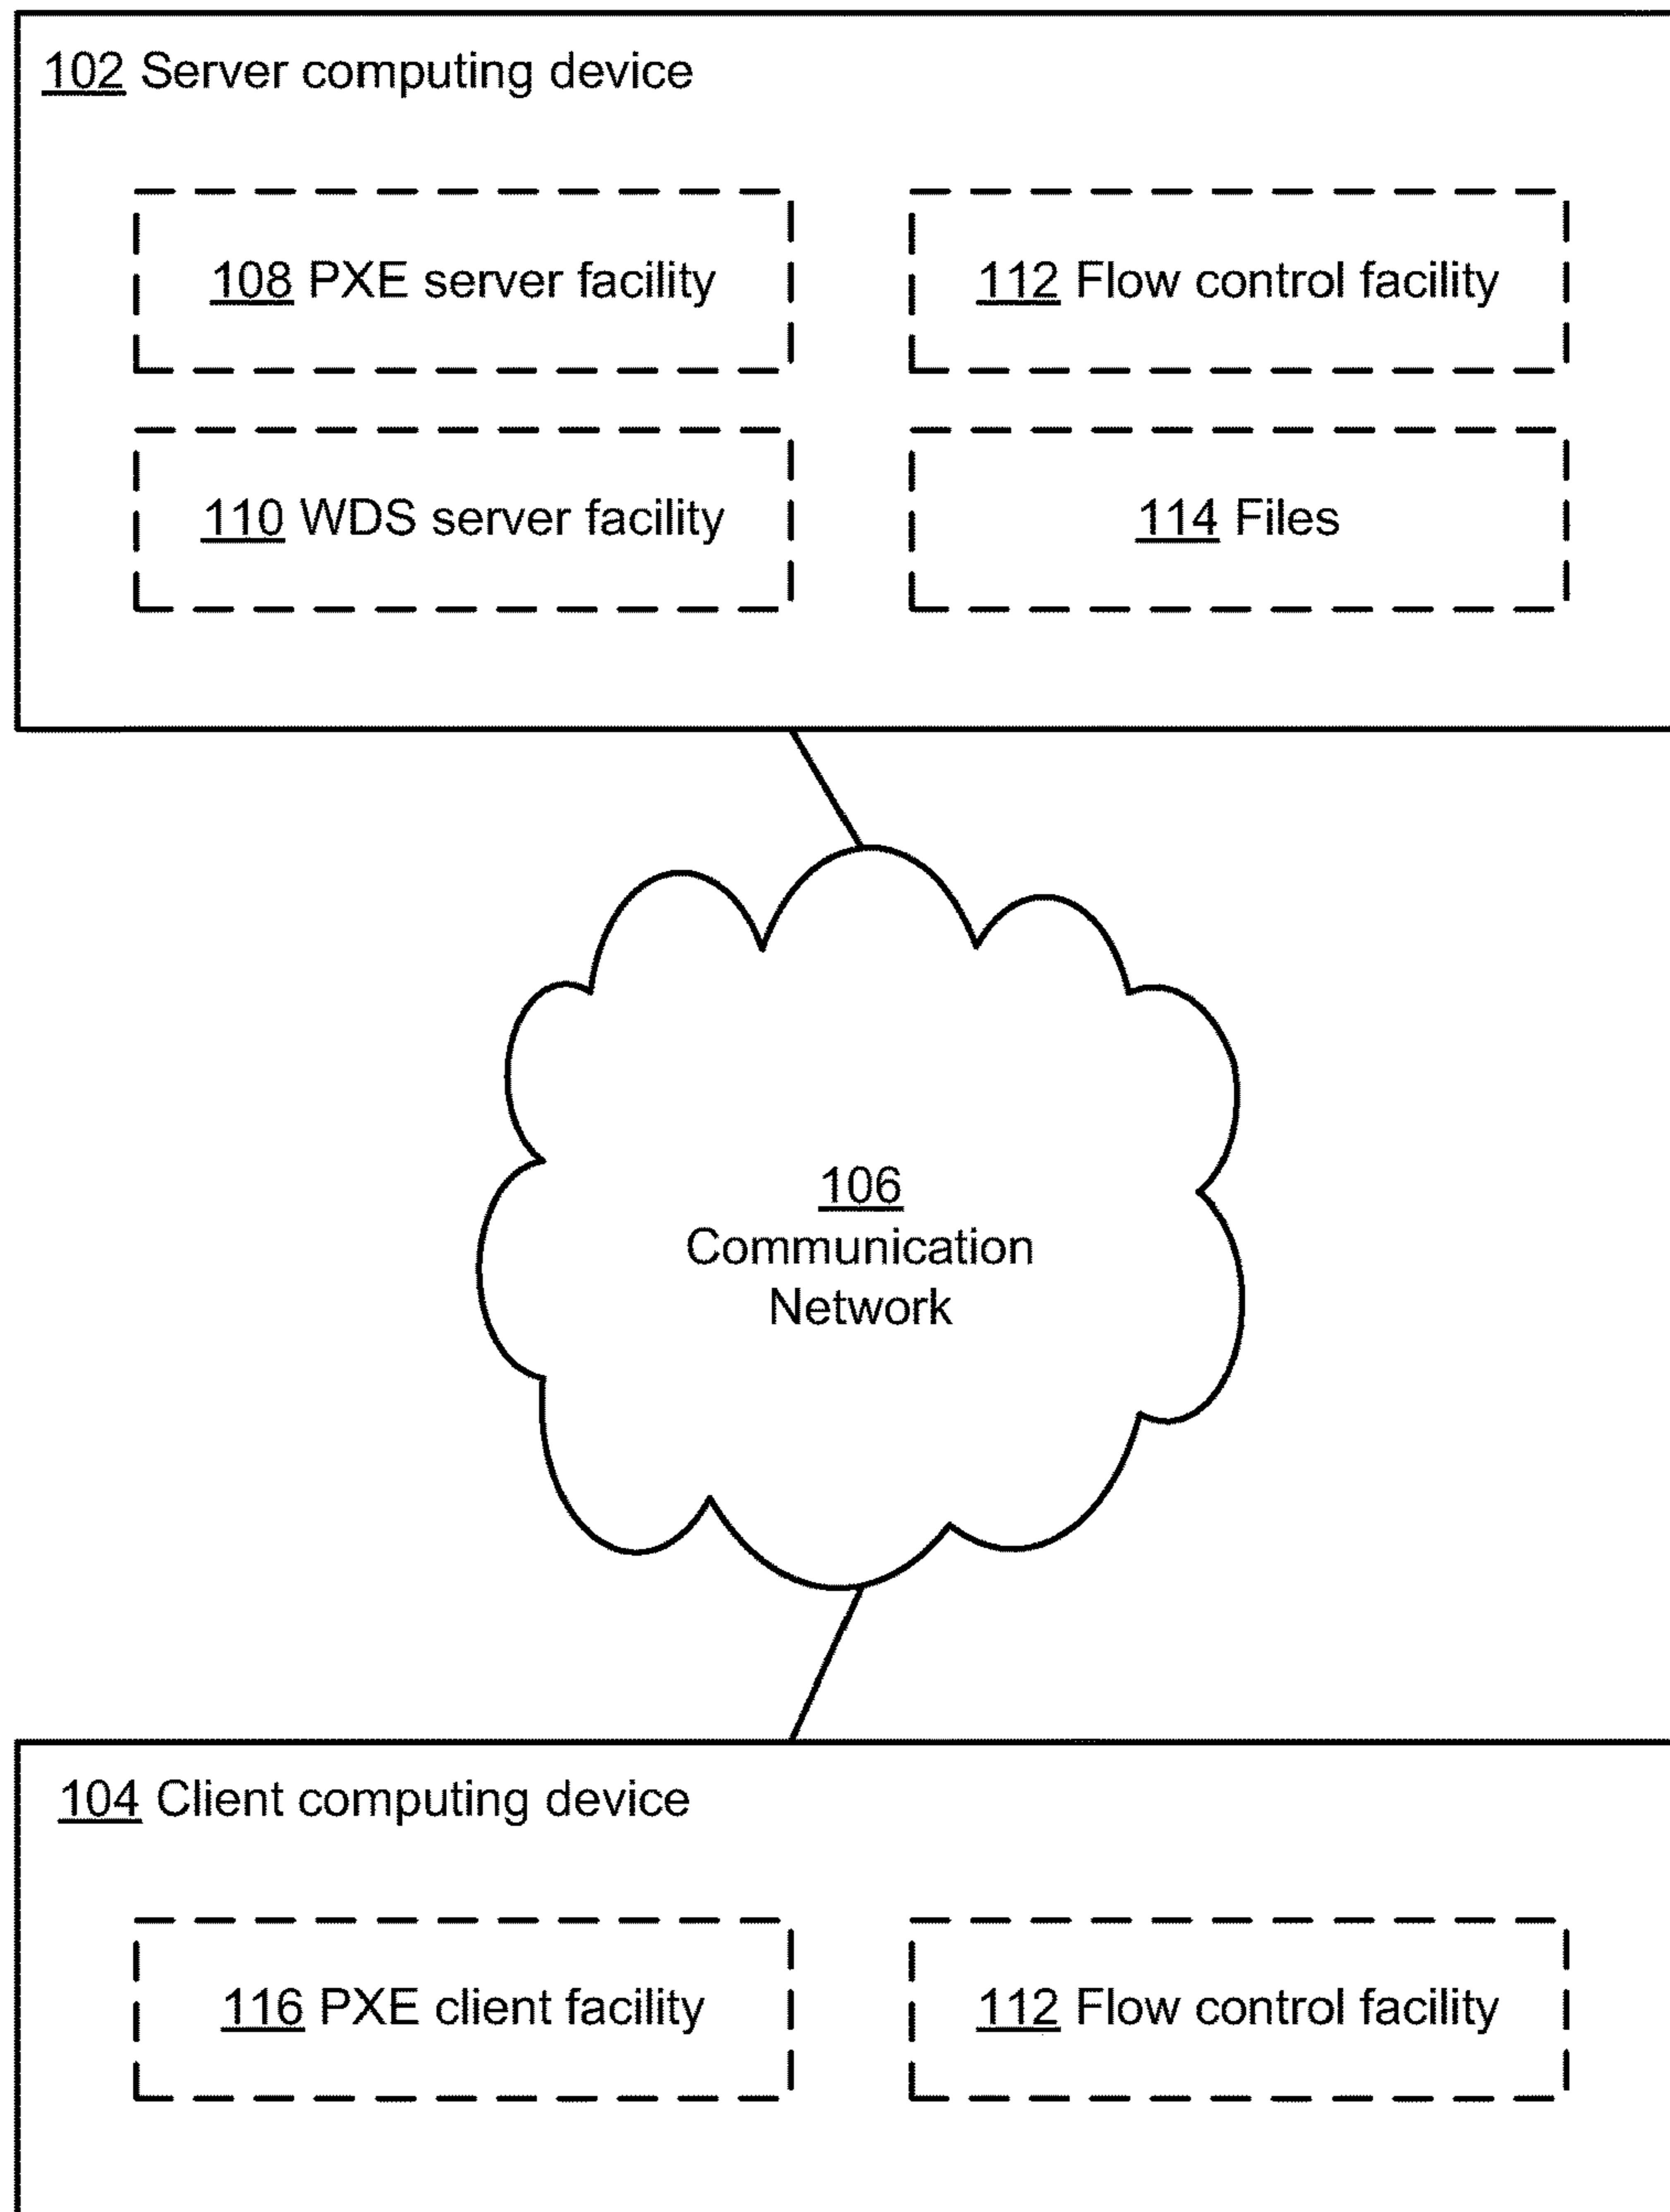 102 Server computing device
108 PXE server facility
112 Flow control facility
110 WDS server facility
114 Files
106
Communication
Network
104 Client computing device
116 PXE client facility
112 Flow control facility